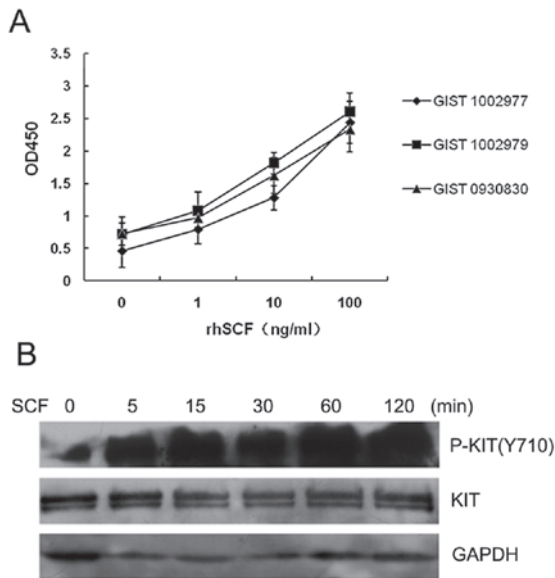 A
3.5
3
2.5
2
1.5
1
0.5
0
OD450
0 1 10 100
rhSCF（ng/ml）
GIST 1002977
GIST 1002979
GIST 0930830
B
SCF 0 5 15 30 60 120 (min)
P-KIT(Y710)
KIT
GAPDH